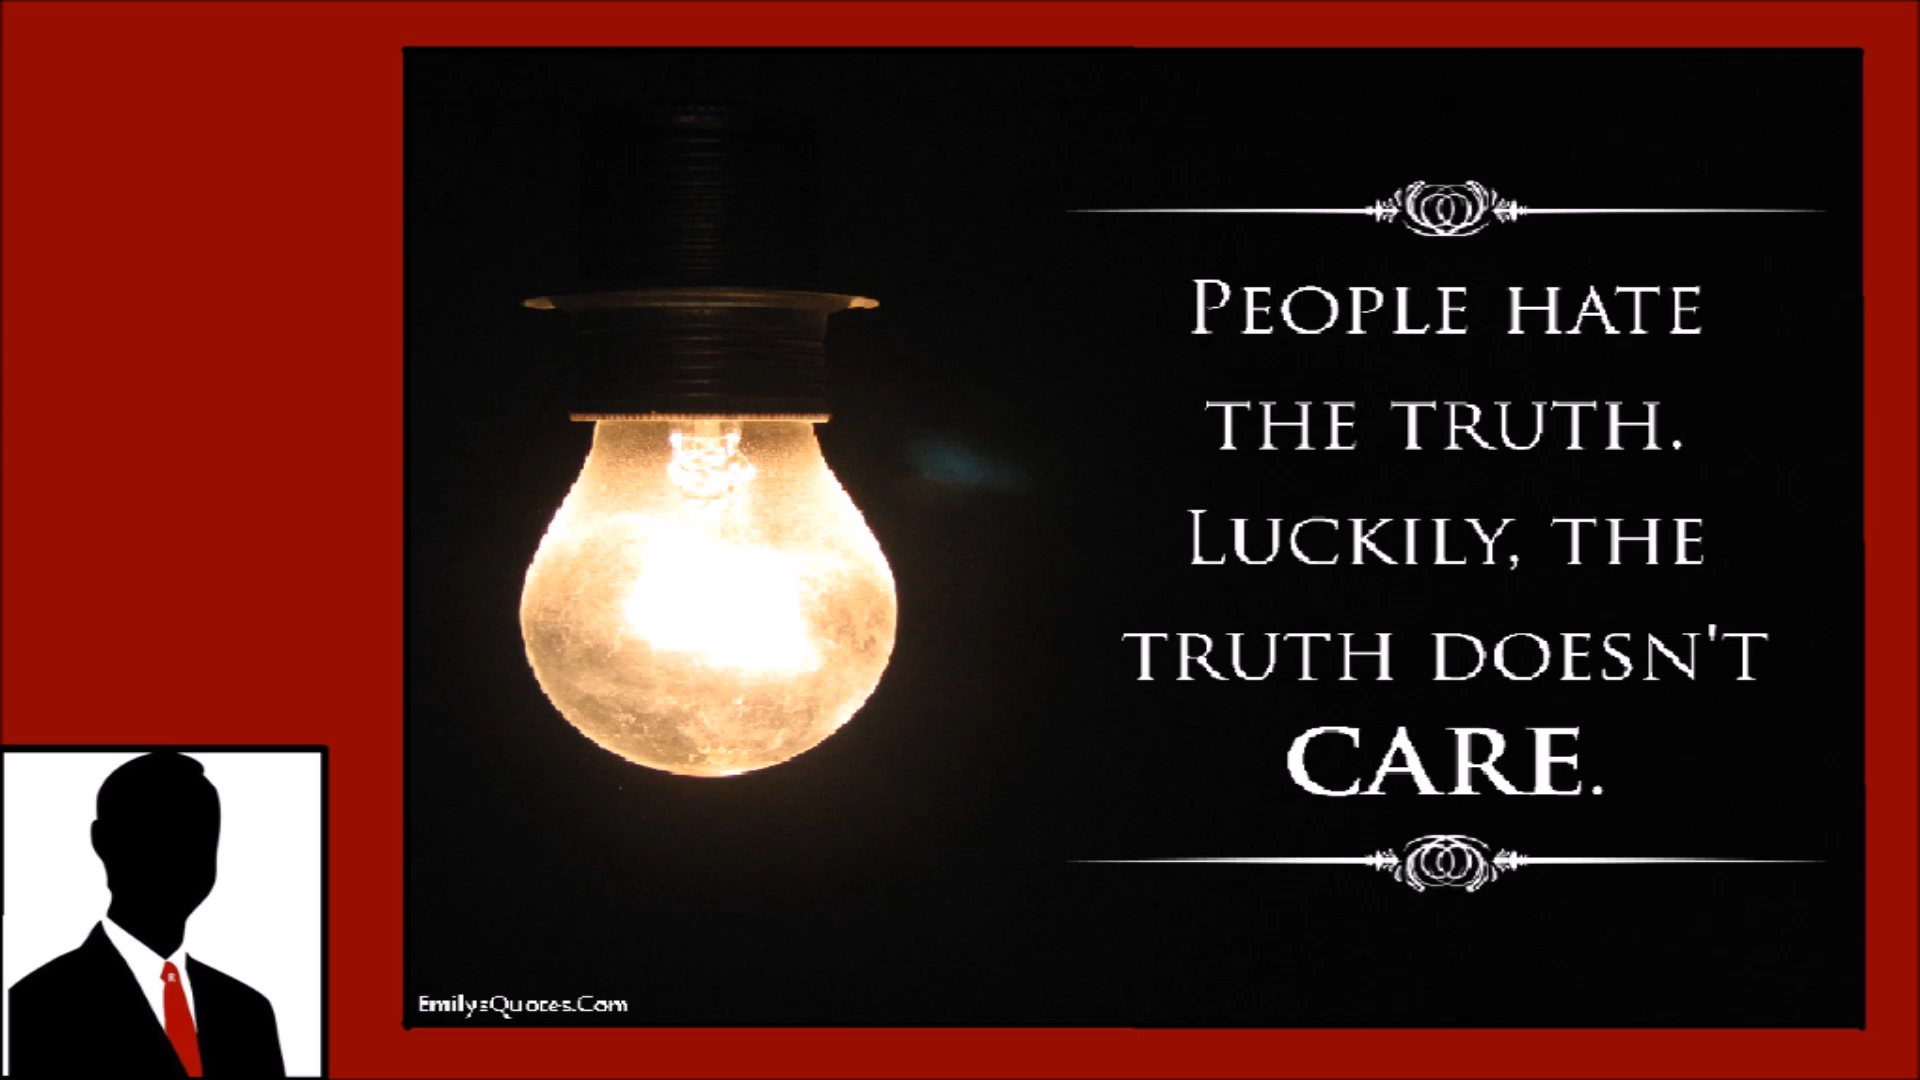 PEOPLE HATE
THE TRUTH.
LUCKILY, THE
TRUTH DOESN'T
CARE.
EmilysQuotes.Com
R